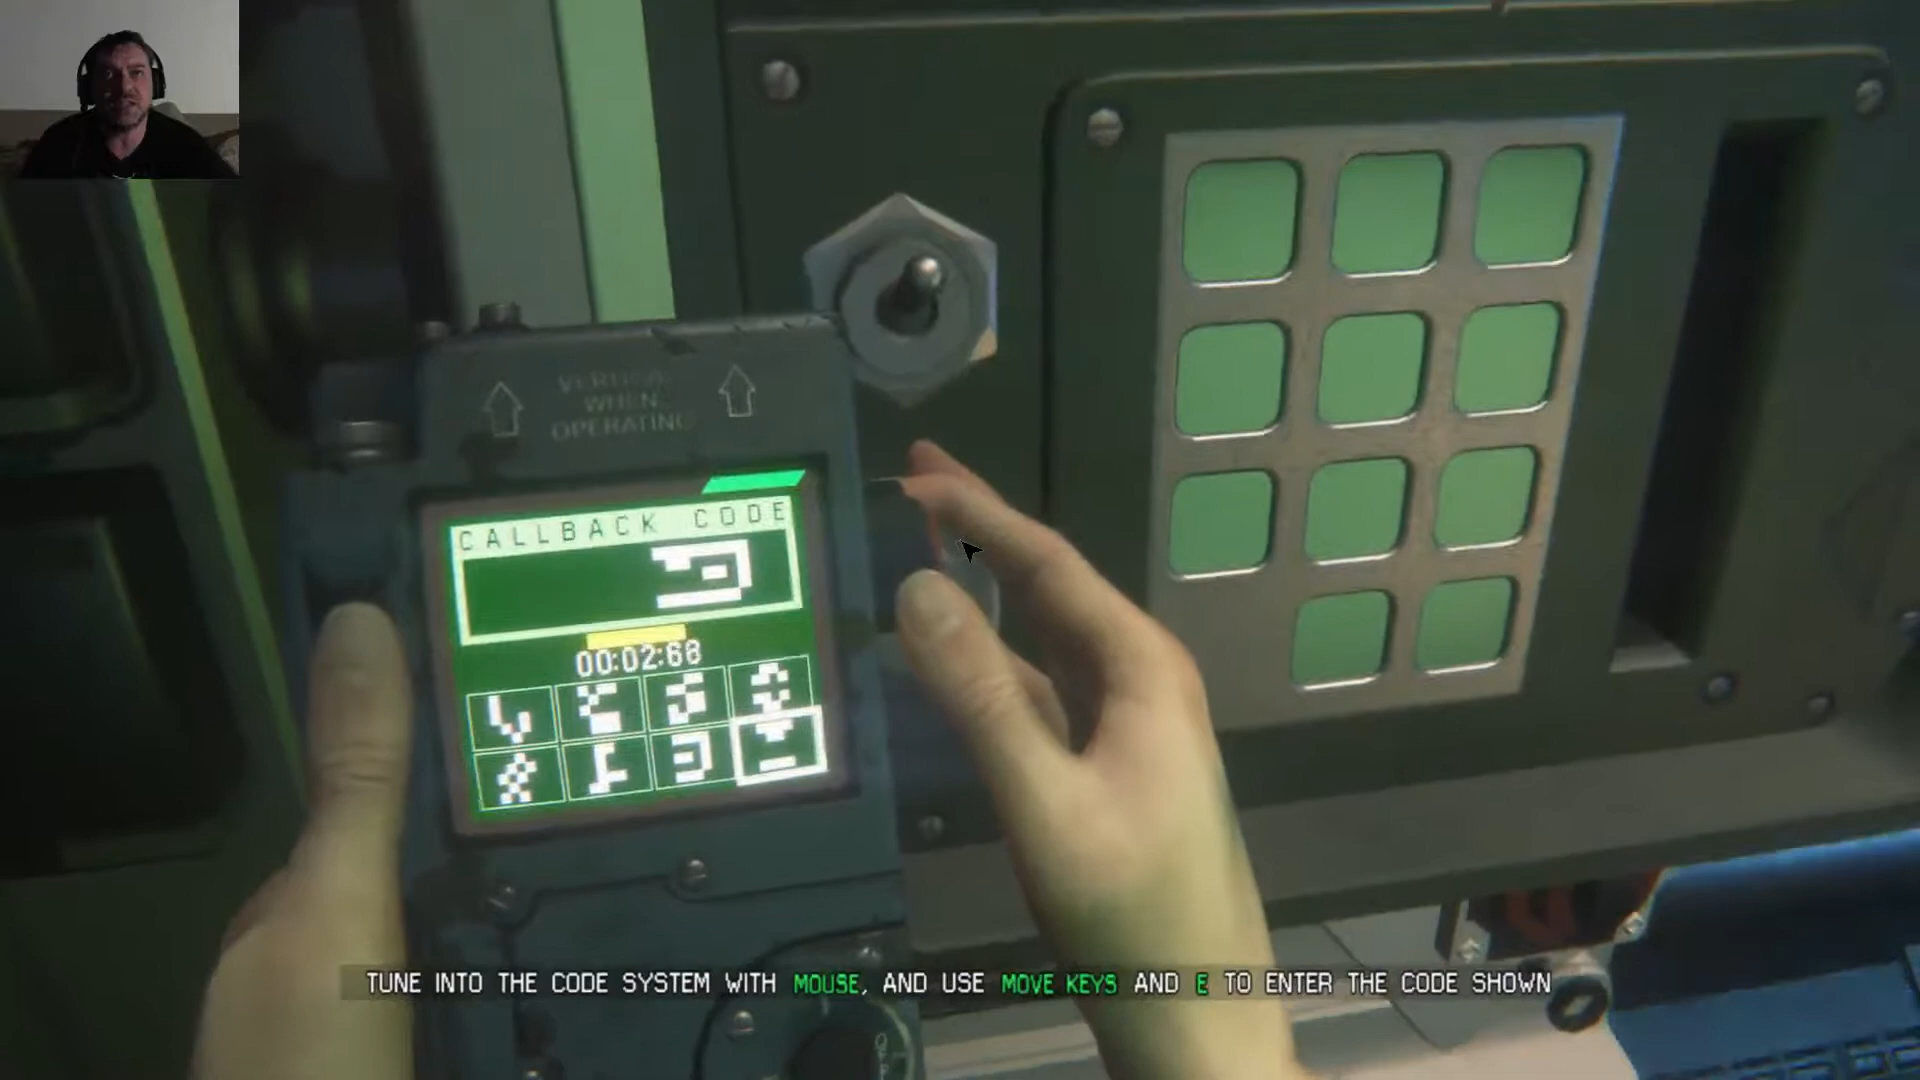 VERTICAL
WHEN
OPERATING
CALLBACK CODE
00:02:68
TUNE INTO THE CODE SYSTEM WITH MOUSE, AND USE MOVE KEYS AND E TO ENTER THE CODE SHOWN